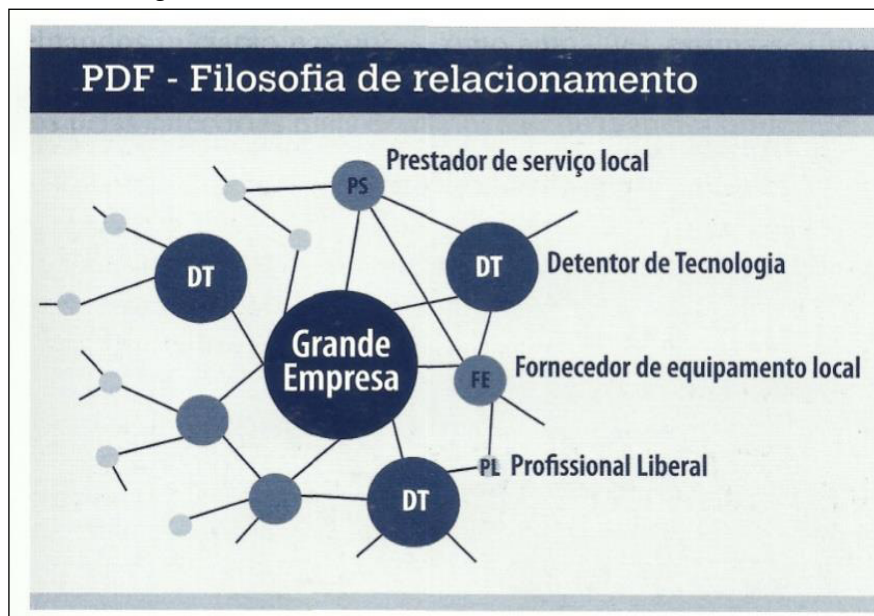 PDF - Filosofia de relacionamento
PS
Prestador de serviço local
DT
DT
Detentor de Tecnologia
Grande
Empresa
FE
Fornecedor de equipamento local
PL
Profissional Liberal
DT